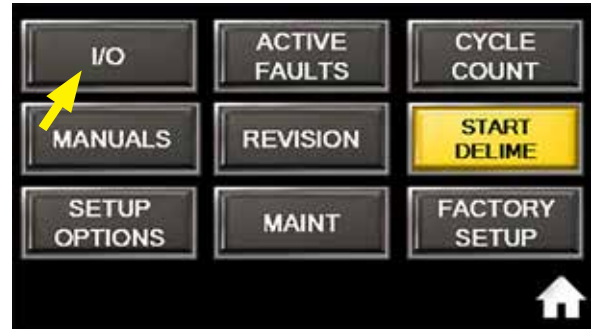 I/O
ACTIVE
FAULTS
CYCLE
COUNT
MANUALS
REVISION
START
DELIME
SETUP
OPTIONS
MAINT
FACTORY
SETUP